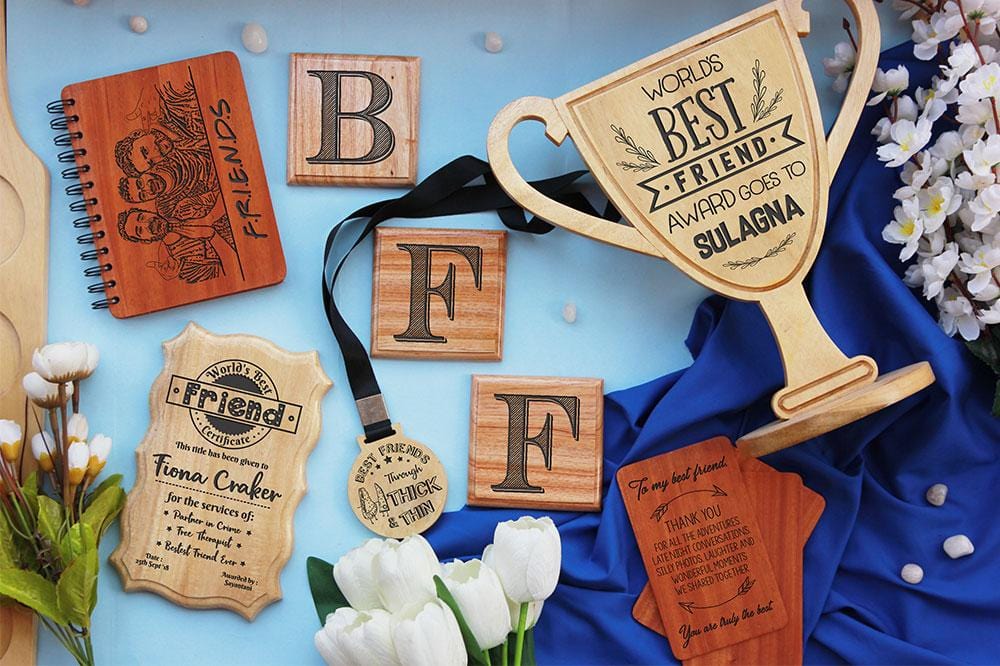 FRIENDS
B
F
F
WORLD'S
BEST
FRIEND
AWARD GOES TO
SULAGNA
World's Best
Friend
Certificate
This title has been given to
Fiona Craker
for the services of:
Partner in Crime
Free Therapist
Bestest Friend Ever
Date :
25th Sept '18
Awarded by :
Sayantani
BEST FRIENDS
Through
THICK
& THIN
To my best friend,
THANK YOU
FOR ALL THE ADVENTURES
LATE NIGHT CONVERSATIONS
SILLY PHOTOS, LAUGHTER AND
WONDERFUL MOMENTS
WE SHARED TOGETHER
You are truly the best